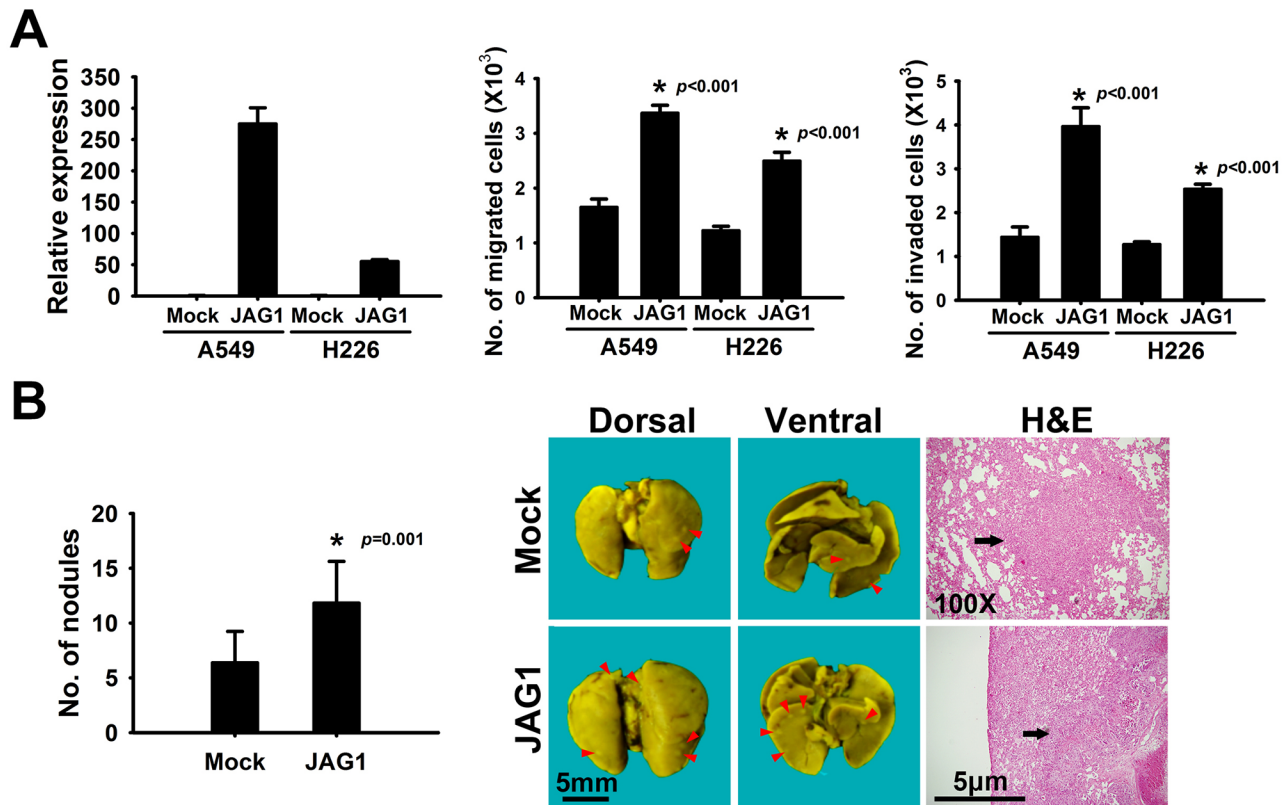 A
Relative expression
350
300
250
200
150
100
50
0
Mock JAG1 Mock JAG1
A549 H226
No. of migrated cells (X10³)
4
3
2
1
0
* p<0.001
* p<0.001
Mock JAG1 Mock JAG1
A549 H226
No. of invaded cells (X10³)
5
4
3
2
1
0
* p<0.001
* p<0.001
Mock JAG1 Mock JAG1
A549 H226
B
No. of nodules
20
15
10
5
0
* p=0.001
Mock JAG1
Dorsal Ventral H&E
Mock
100X
JAG1
5mm
5µm